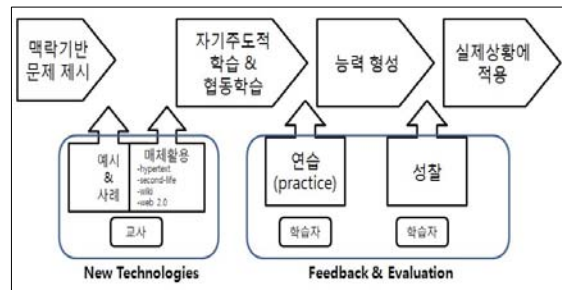 맥락기반
문제 제시
자기주도적
학습 &
협동학습
능력 형성
실제상황에
적용
예시
&
사례
매체활용
-hypertext
-second-life
-wiki
-web 2.0
교사
연습
(practice)
학습자
성찰
학습자
New Technologies
Feedback & Evaluation